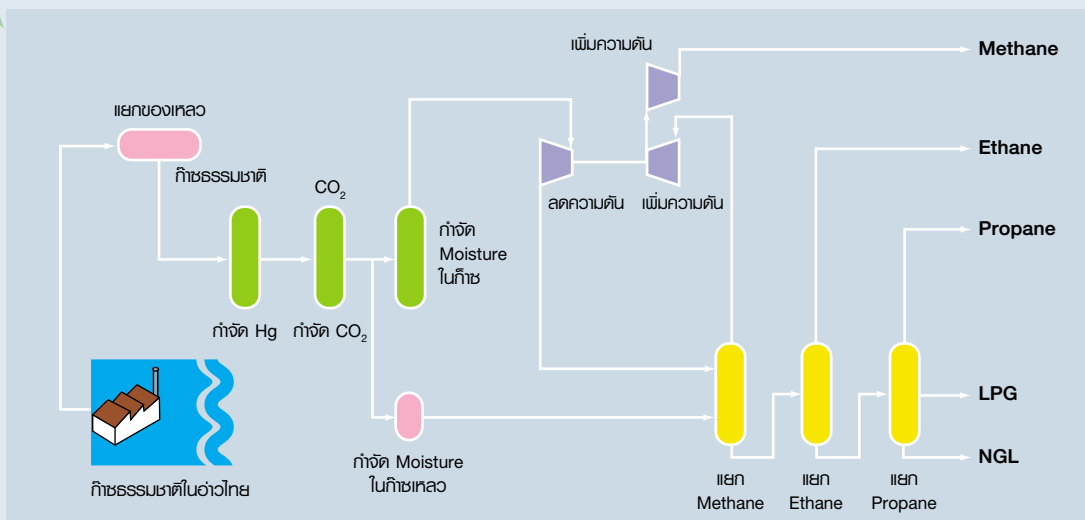 เพิ่มความดัน
Methane
แยกของเหลว
Ethane
ก๊าซธรรมชาติ
CO₂
ลดความดัน
เพิ่มความดัน
Propane
กำจัด
Moisture
ในก๊าซ
กำจัด Hg
กำจัด CO₂
LPG
NGL
กำจัด Moisture
ในก๊าซเหลว
ก๊าซธรรมชาติในอ่าวไทย
แยก
Methane
แยก
Ethane
แยก
Propane